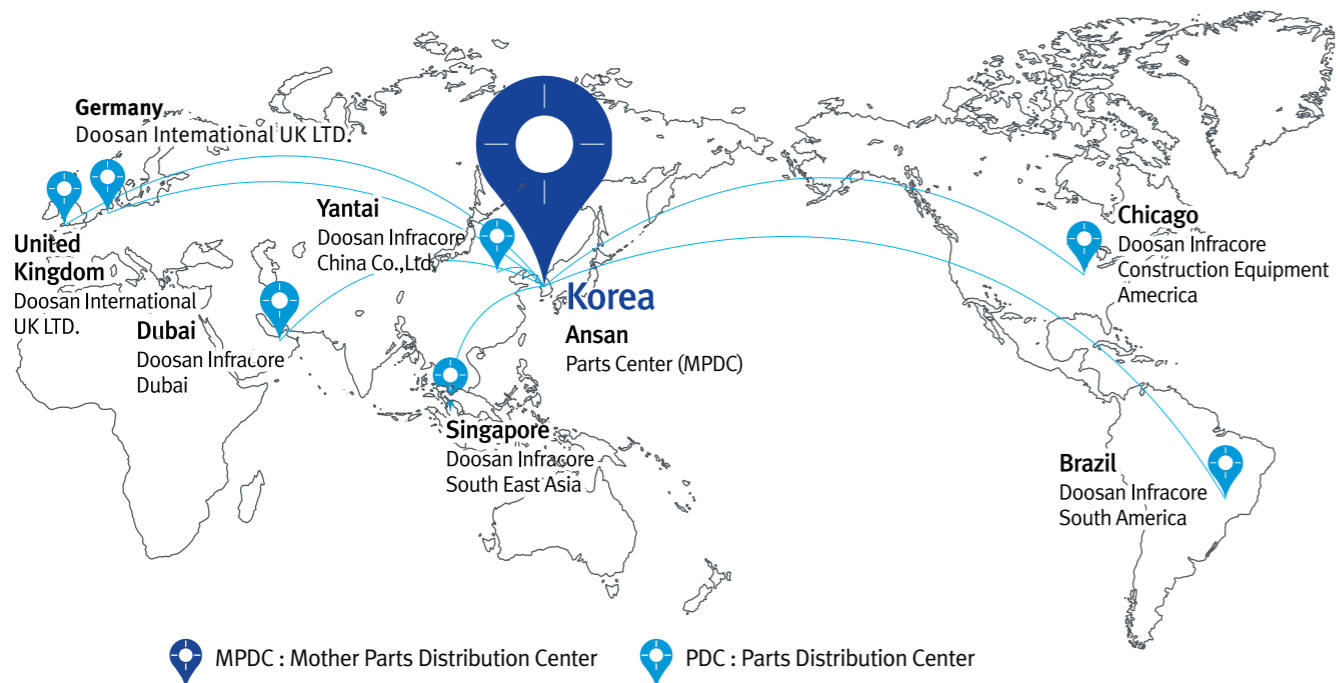 Germany
Doosan International UK LTD.
United
Kingdom
Doosan International
UK LTD.
Yantai
Doosan Infracore
China Co.,Ltd.
Dubai
Doosan Infracore
Dubai
Korea
Ansan
Parts Center (MPDC)
Singapore
Doosan Infracore
South East Asia
Chicago
Doosan Infracore
Construction Equipment
Amecrica
Brazil
Doosan Infracore
South America
MPDC : Mother Parts Distribution Center
PDC : Parts Distribution Center